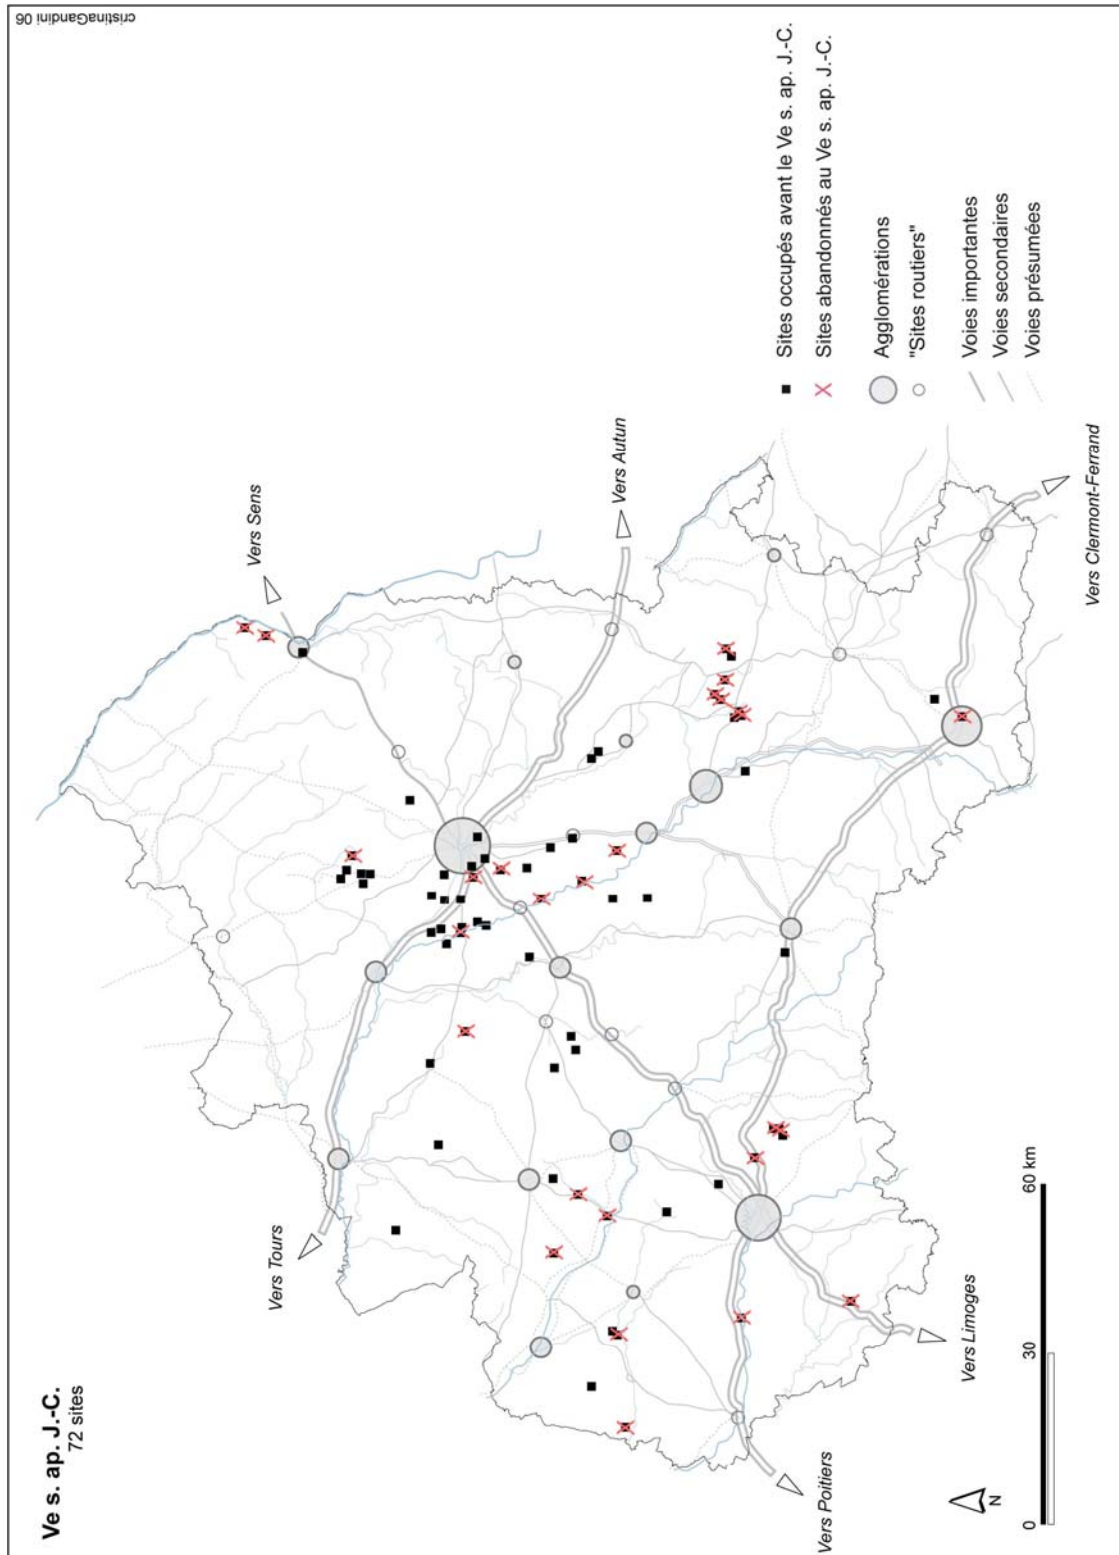 Ve s. ap. J.-C.
72 sites
cristinaGandini 06
Vers Tours
Vers Sens
Vers Autun
Vers Poitiers
Vers Limoges
Vers Clermont-Ferrand
N
0
30
60 km
Sites occupés avant le Ve s. ap. J.-C.
Sites abandonnés au Ve s. ap. J.-C.
Agglomérations
"Sites routiers"
Voies importantes
Voies secondaires
Voies présumées